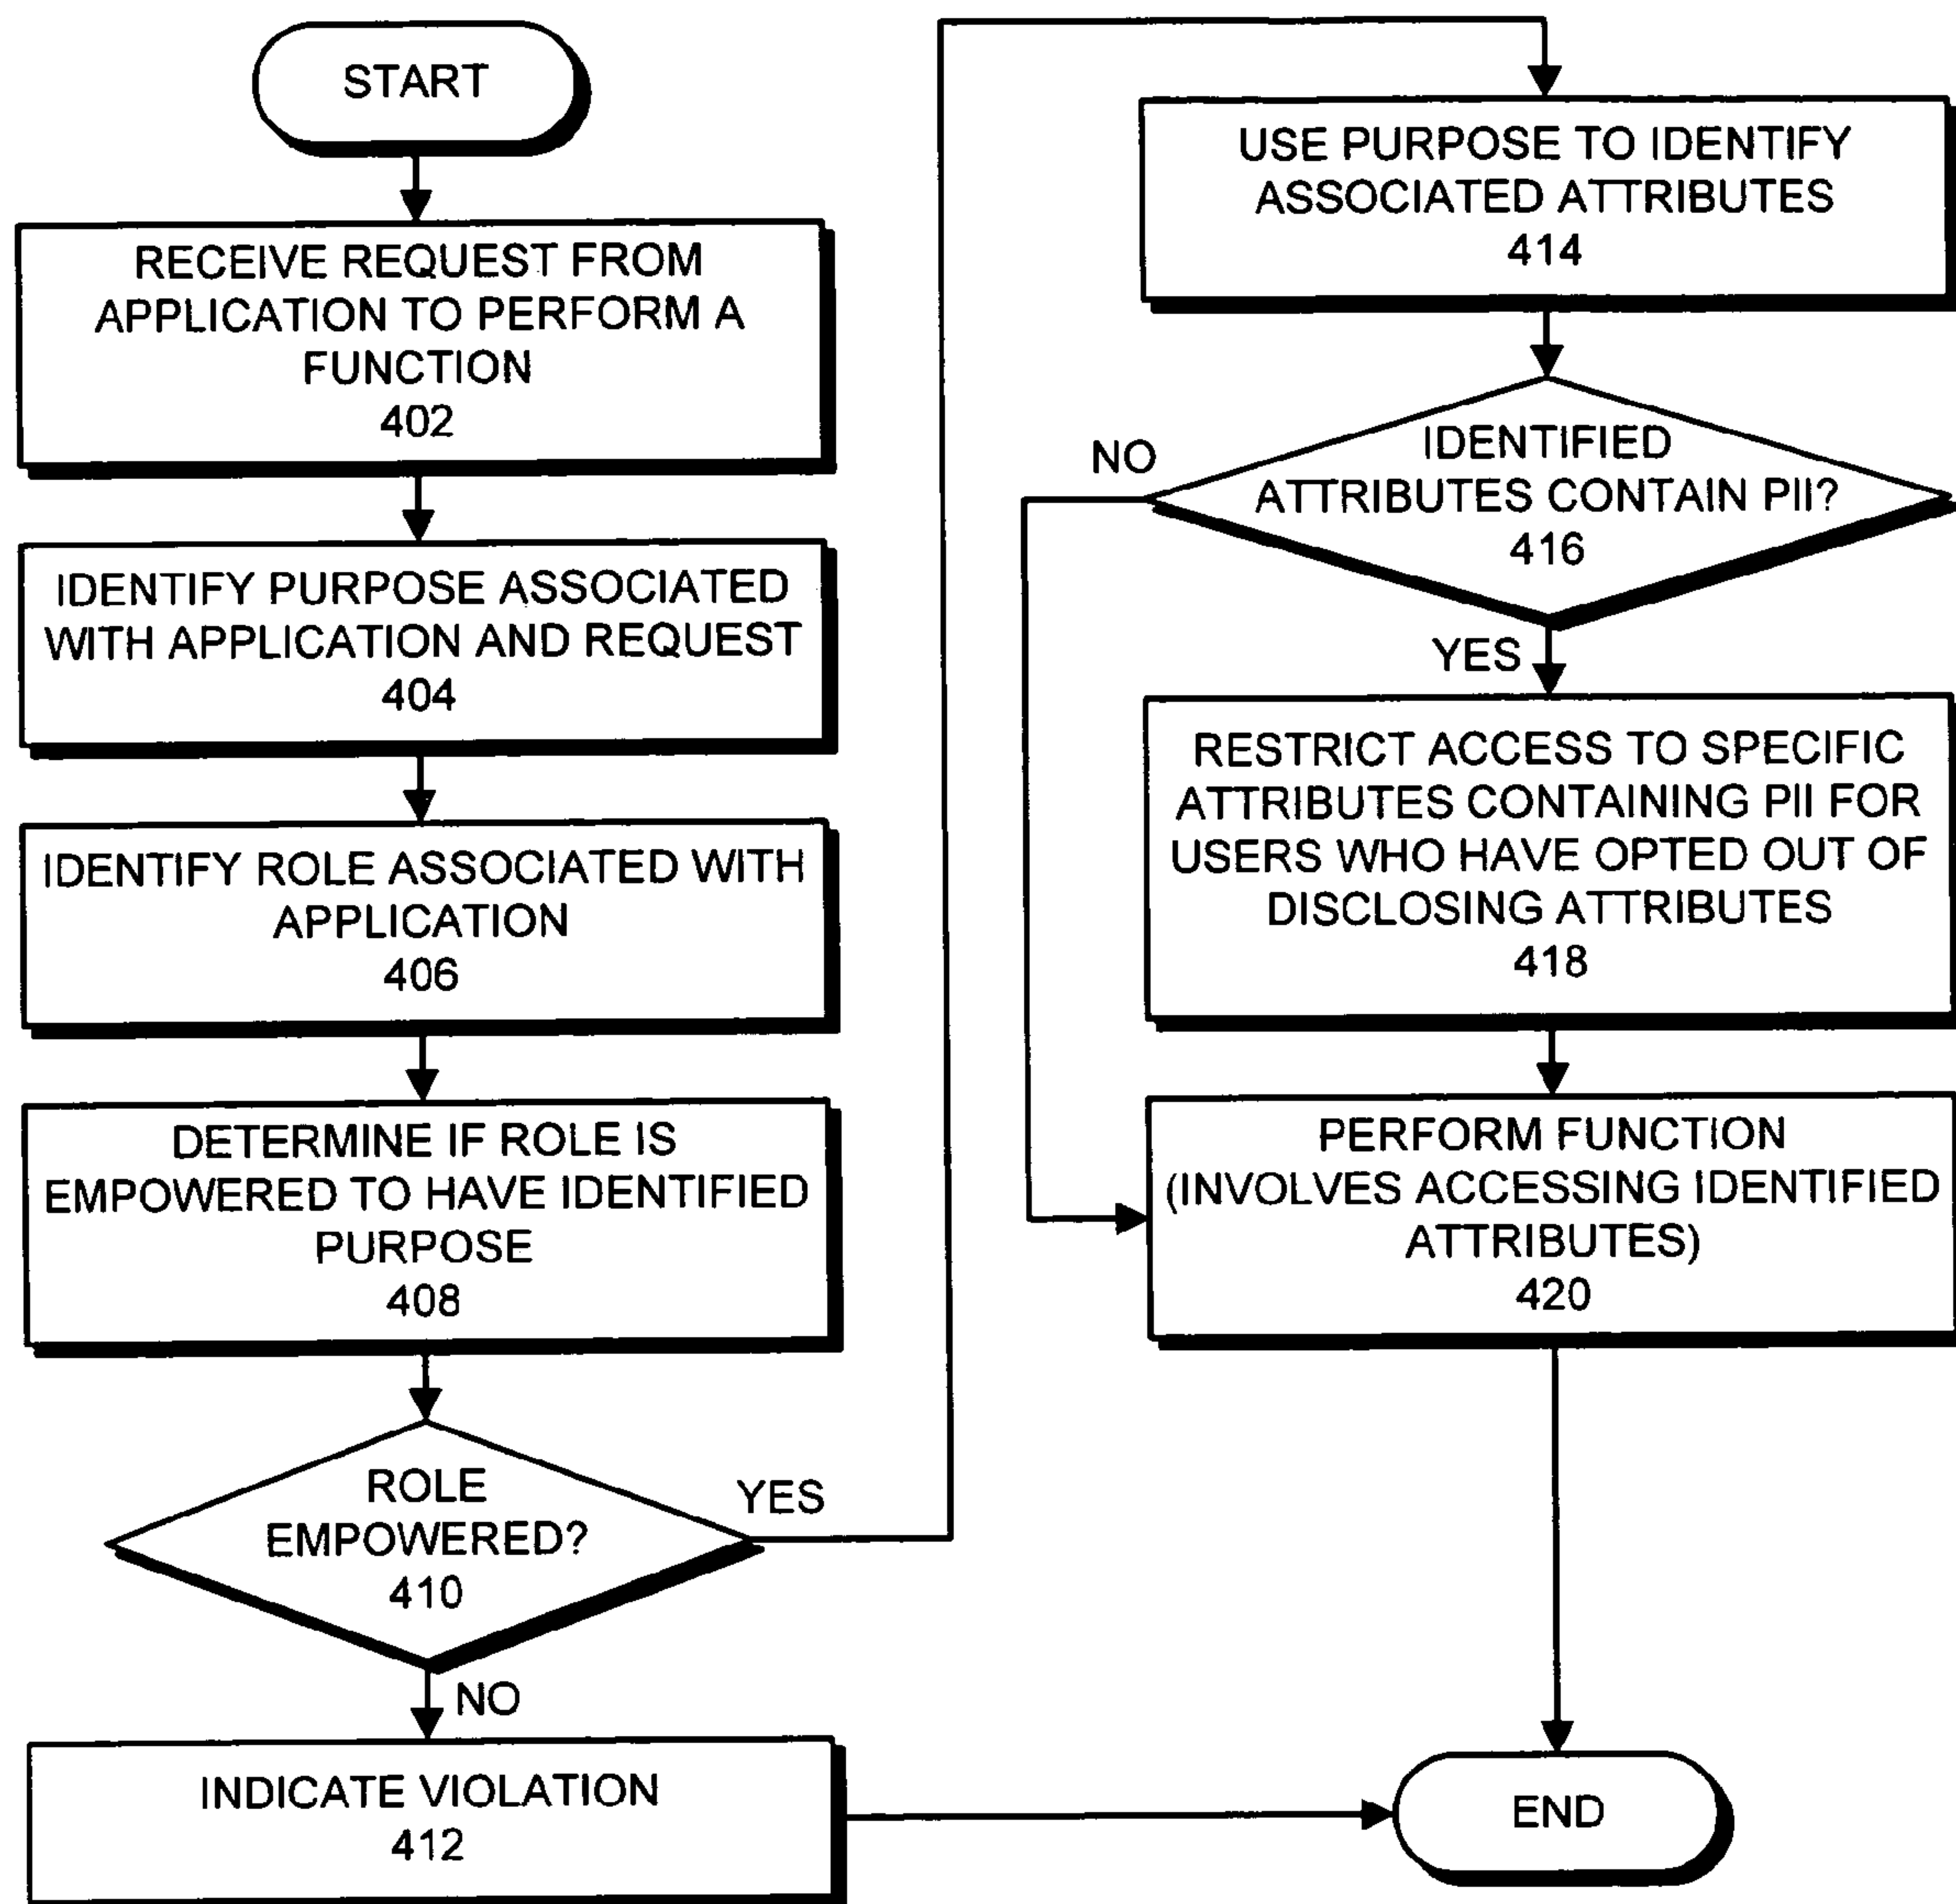 START
RECEIVE REQUEST FROM
APPLICATION TO PERFORM A
FUNCTION
402
IDENTIFY PURPOSE ASSOCIATED
WITH APPLICATION AND REQUEST
404
IDENTIFY ROLE ASSOCIATED WITH
APPLICATION
406
DETERMINE IF ROLE IS
EMPOWERED TO HAVE IDENTIFIED
PURPOSE
408
ROLE
EMPOWERED?
410
YES
NO
INDICATE VIOLATION
412
USE PURPOSE TO IDENTIFY
ASSOCIATED ATTRIBUTES
414
IDENTIFIED
ATTRIBUTES CONTAIN PII?
416
NO
YES
RESTRICT ACCESS TO SPECIFIC
ATTRIBUTES CONTAINING PII FOR
USERS WHO HAVE OPTED OUT OF
DISCLOSING ATTRIBUTES
418
PERFORM FUNCTION
(INVOLVES ACCESSING IDENTIFIED
ATTRIBUTES)
420
END